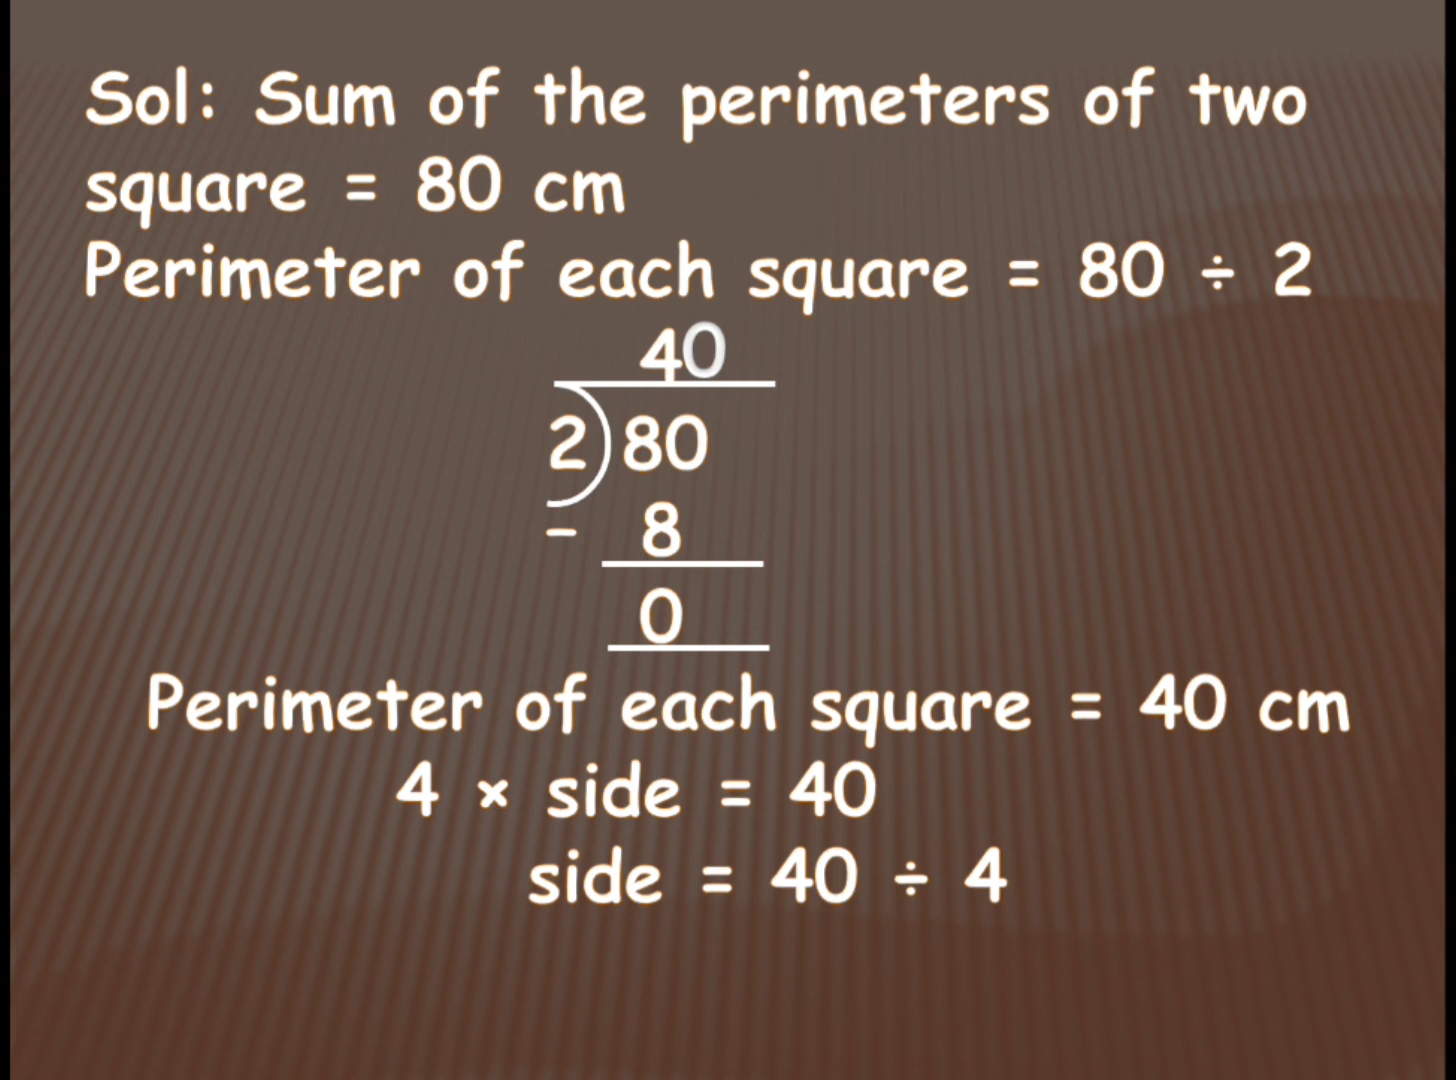 Sol: Sum of the perimeters of two
square = 80 cm
Perimeter of each square = 80 ÷ 2
40
2)80
- 8
0
Perimeter of each square = 40 cm
4 × side = 40
side = 40 ÷ 4